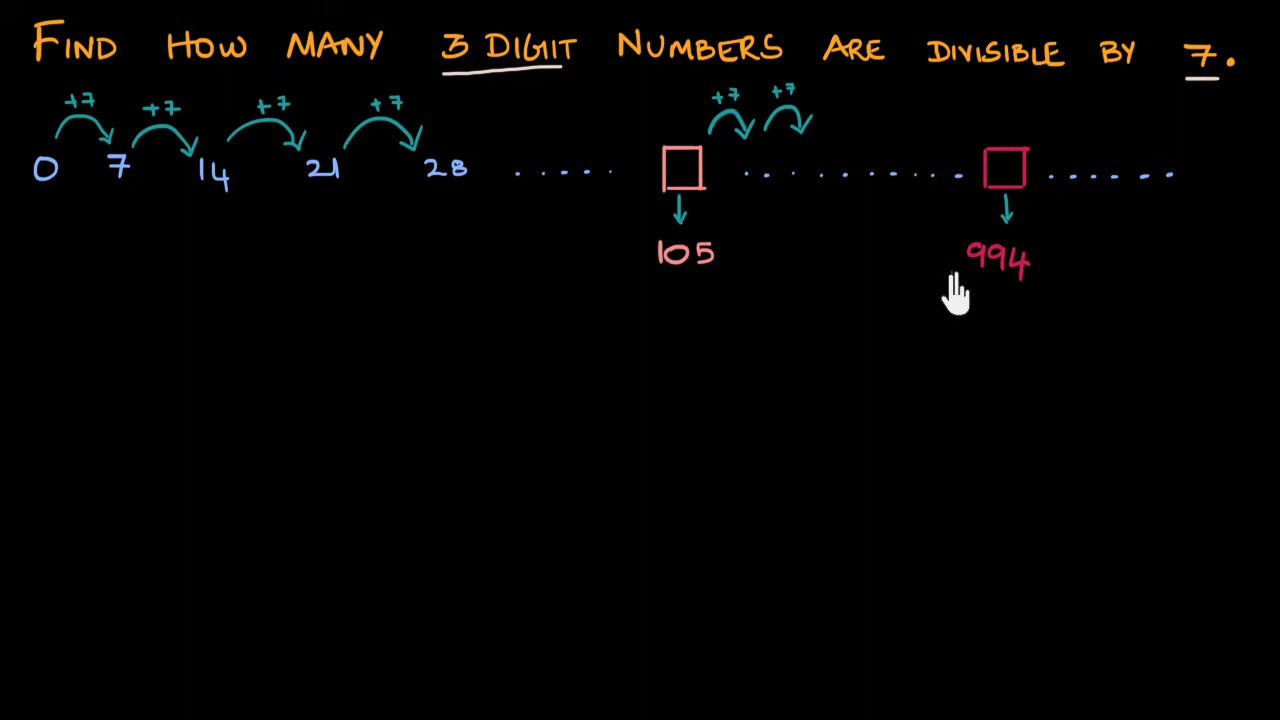 FIND HOW MANY 3 DIGIT NUMBERS ARE DIVISIBLE BY 7.
+7 +7 +7 +7 +7 +7
0 7 14 21 28 ..... □ .......... □ .......
105 994